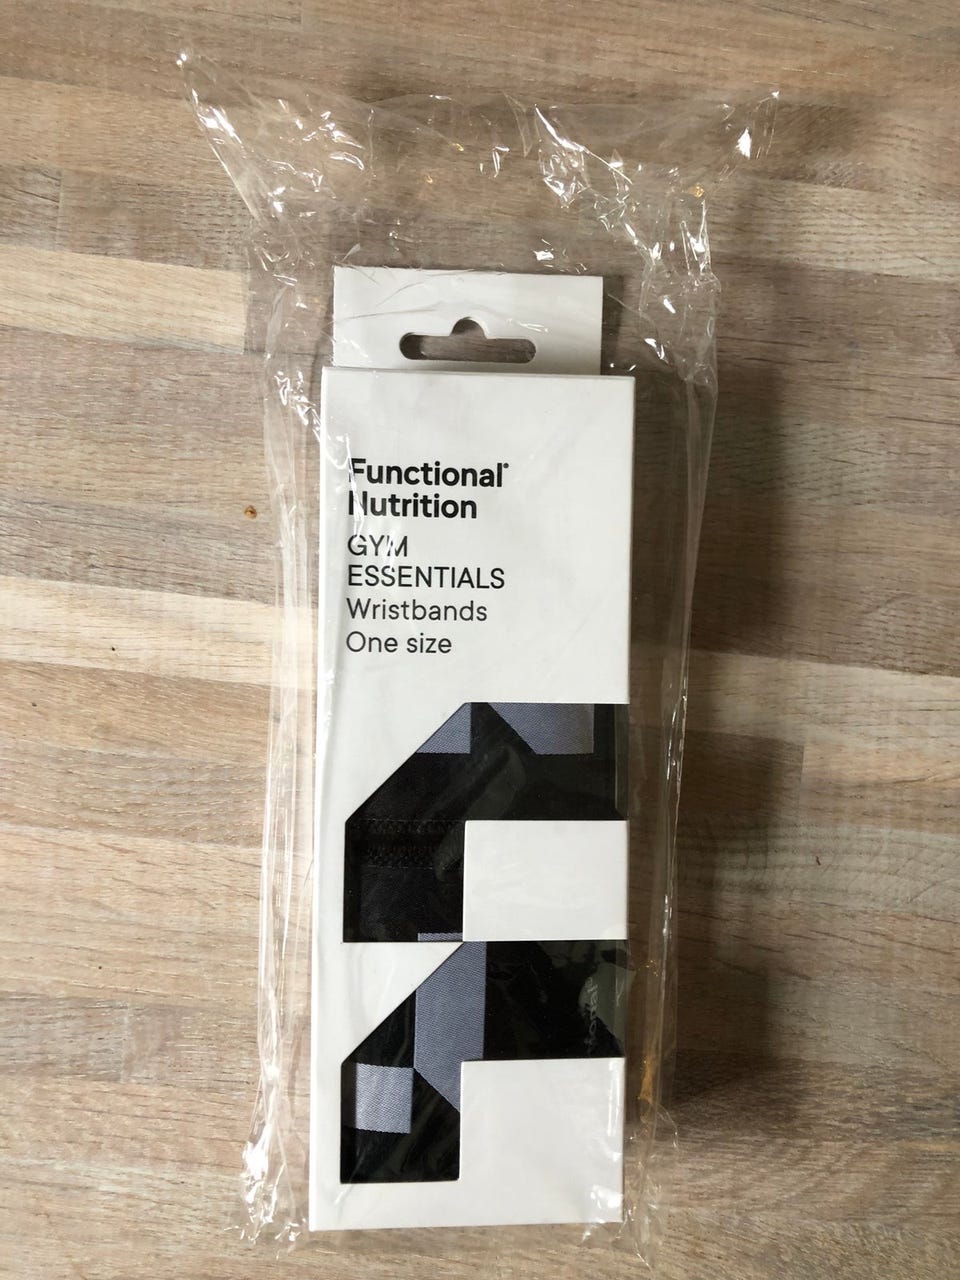 Functional®
Nutrition
GYM
ESSENTIALS
Wristbands
One size